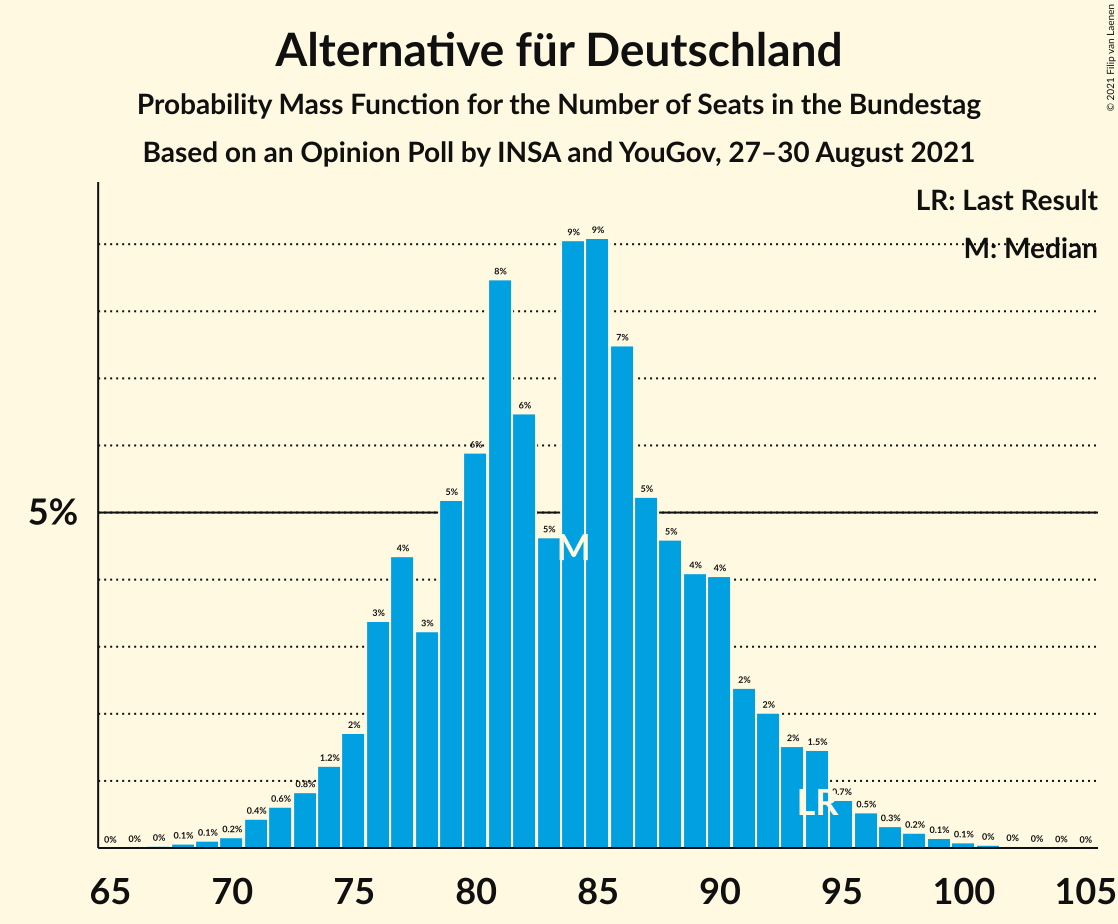 Alternative für Deutschland
Probability Mass Function for the Number of Seats in the Bundestag
Based on an Opinion Poll by INSA and YouGov, 27–30 August 2021
© 2021 Filip van Laenen
LR: Last Result
M: Median
9% 9%
8%
7%
6%
6%
5% 5%
5%
5% 5%
M
4%
4% 4%
3% 3%
2%
2%
2%
2% 1.5%
1.2%
0.8% LR 0.7%
0.6% 0.5%
0.4% 0.3%
0% 0% 0% 0.1% 0.1% 0.2% 0.2% 0.1% 0.1% 0% 0% 0% 0% 0%
65 70 75 80 85 90 95 100 105